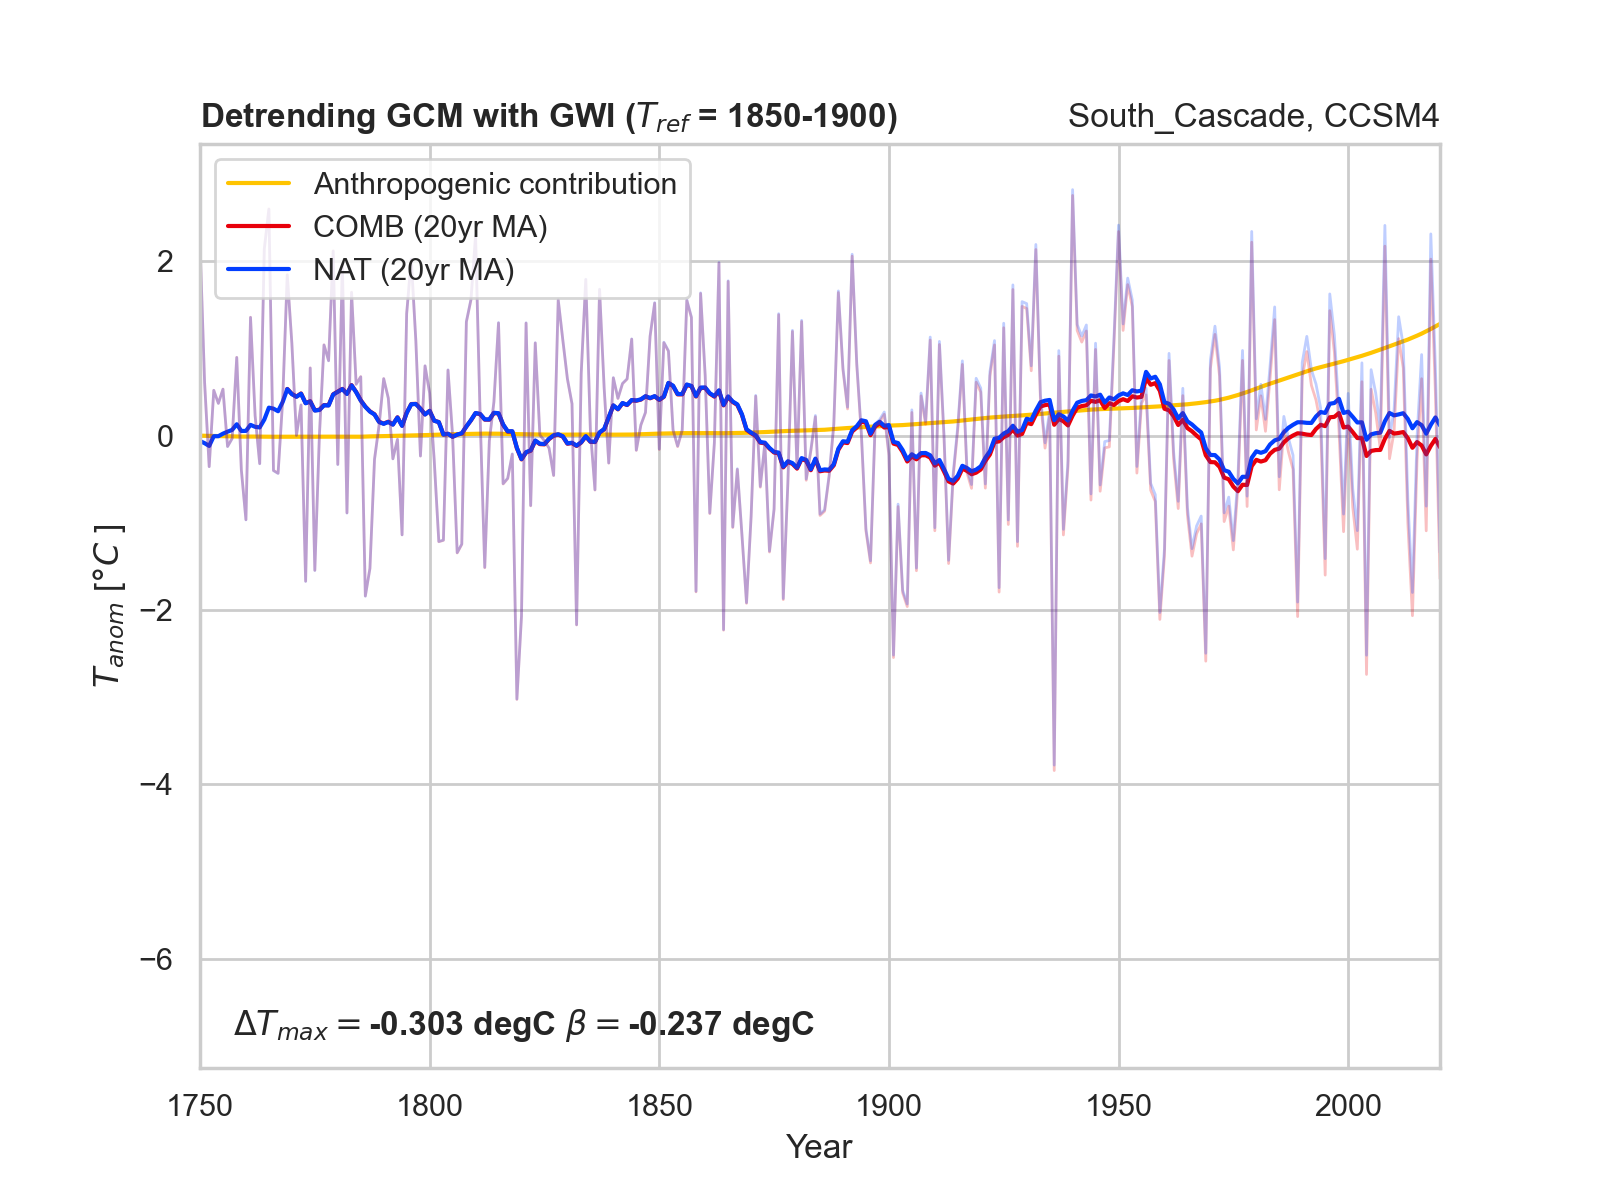 Detrending GCM with GWI (T_ref = 1850-1900)
South_Cascade, CCSM4
Anthropogenic contribution
COMB (20yr MA)
NAT (20yr MA)
2
0
−2
−4
−6
T_anom [°C ]
ΔT_max = -0.303 degC β = -0.237 degC
1750 1800 1850 1900 1950 2000
Year